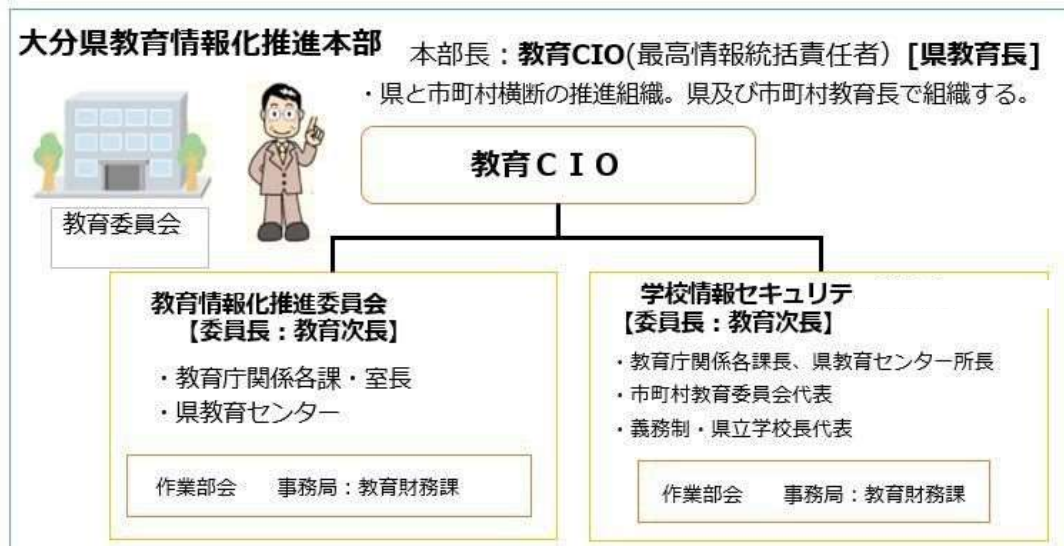 大分県教育情報化推進本部 本部長：教育CIO(最高情報統括責任者）[県教育長]
・県と市町村横断の推進組織。県及び市町村教育長で組織する。
教育ＣＩＯ
教育委員会
教育情報化推進委員会
【委員長：教育次長】
・教育庁関係各課・室長
・県教育センター
作業部会 事務局：教育財務課
学校情報セキュリテ
【委員長：教育次長】
・教育庁関係各課長、県教育センター所長
・市町村教育委員会代表
・義務制・県立学校長代表
作業部会 事務局：教育財務課